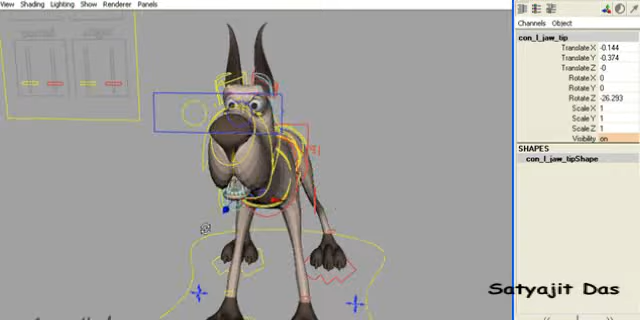 View Shading Lighting Show Renderer Panels
Channels Object
con_l_jaw_tip
Translate X -0.144
Translate Y -0.374
Translate Z -0
Rotate X 0
Rotate Y 0
Rotate Z -26.293
Scale X 1
Scale Y 1
Scale Z 1
Visibility on
SHAPES
con_l_jaw_tipShape
Satyajit Das